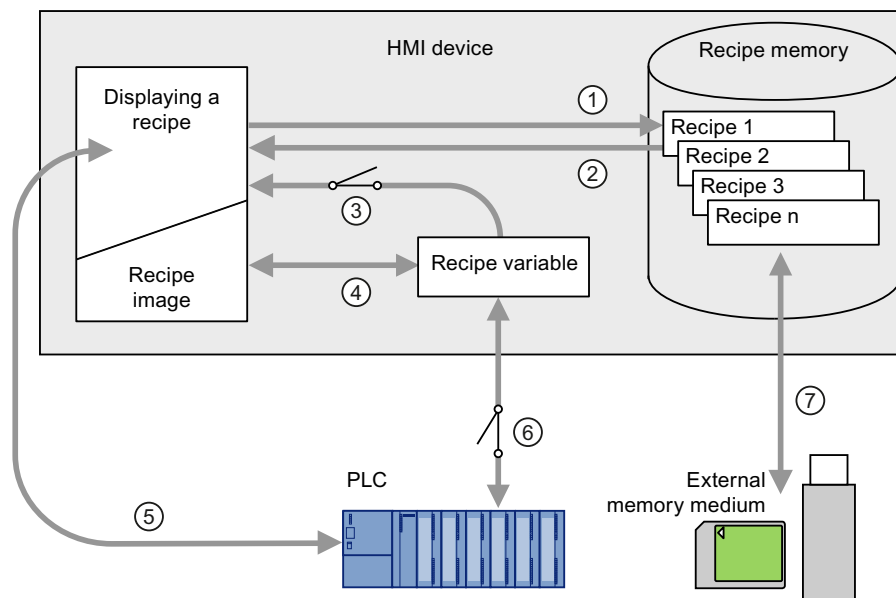 HMI device
Recipe memory
Displaying a
recipe
1
Recipe 1
2
Recipe 2
3
Recipe 3
Recipe n
Recipe variable
4
Recipe
image
7
6
PLC
External
memory medium
5